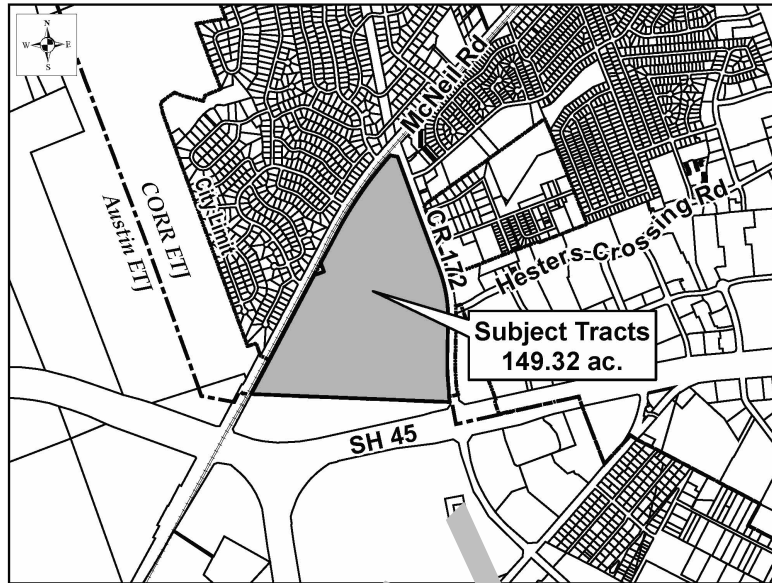 N
W E
S
McNeil Rd
CORR ETJ
Austin ETJ
City Limit
CR 172
Hesters Crossing Rd
Subject Tracts
149.32 ac.
SH 45